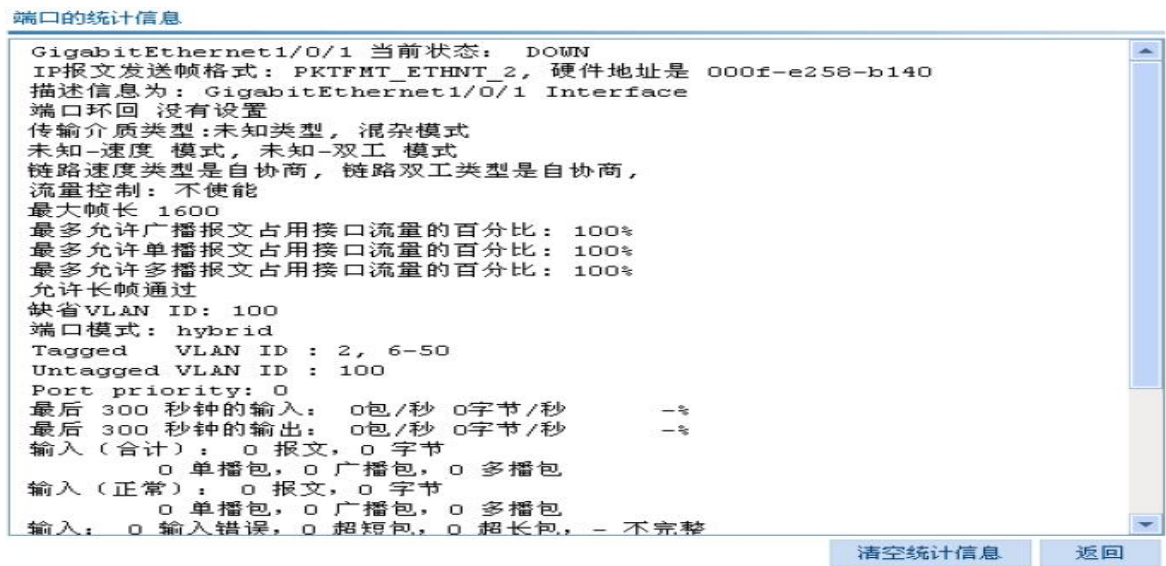 端口的统计信息
GigabitEthernet1/0/1 当前状态： DOWN
IP报文发送帧格式: PKTFMT_ETHNT_2, 硬件地址是 000f-e258-b140
描述信息为: GigabitEthernet1/0/1 Interface
端口环回 没有设置
传输介质类型:未知类型, 混杂模式
未知-速度 模式, 未知-双工 模式
链路速度类型是自协商, 链路双工类型是自协商,
流量控制: 不使能
最大帧长 1600
最多允许广播报文占用接口流量的百分比: 100%
最多允许单播报文占用接口流量的百分比: 100%
最多允许多播报文占用接口流量的百分比: 100%
允许长帧通过
缺省VLAN ID: 100
端口模式: hybrid
Tagged VLAN ID : 2, 6-50
Untagged VLAN ID : 100
Port priority: 0
最后 300 秒钟的输入： 0包/秒 0字节/秒 -%
最后 300 秒钟的输出： 0包/秒 0字节/秒 -%
输入（合计）： 0 报文，0 字节
0 单播包，0 广播包，0 多播包
输入（正常）： 0 报文，0 字节
0 单播包，0 广播包，0 多播包
输入： 0 输入错误，0 超短包，0 超长包，- 不完整
清空统计信息 返回